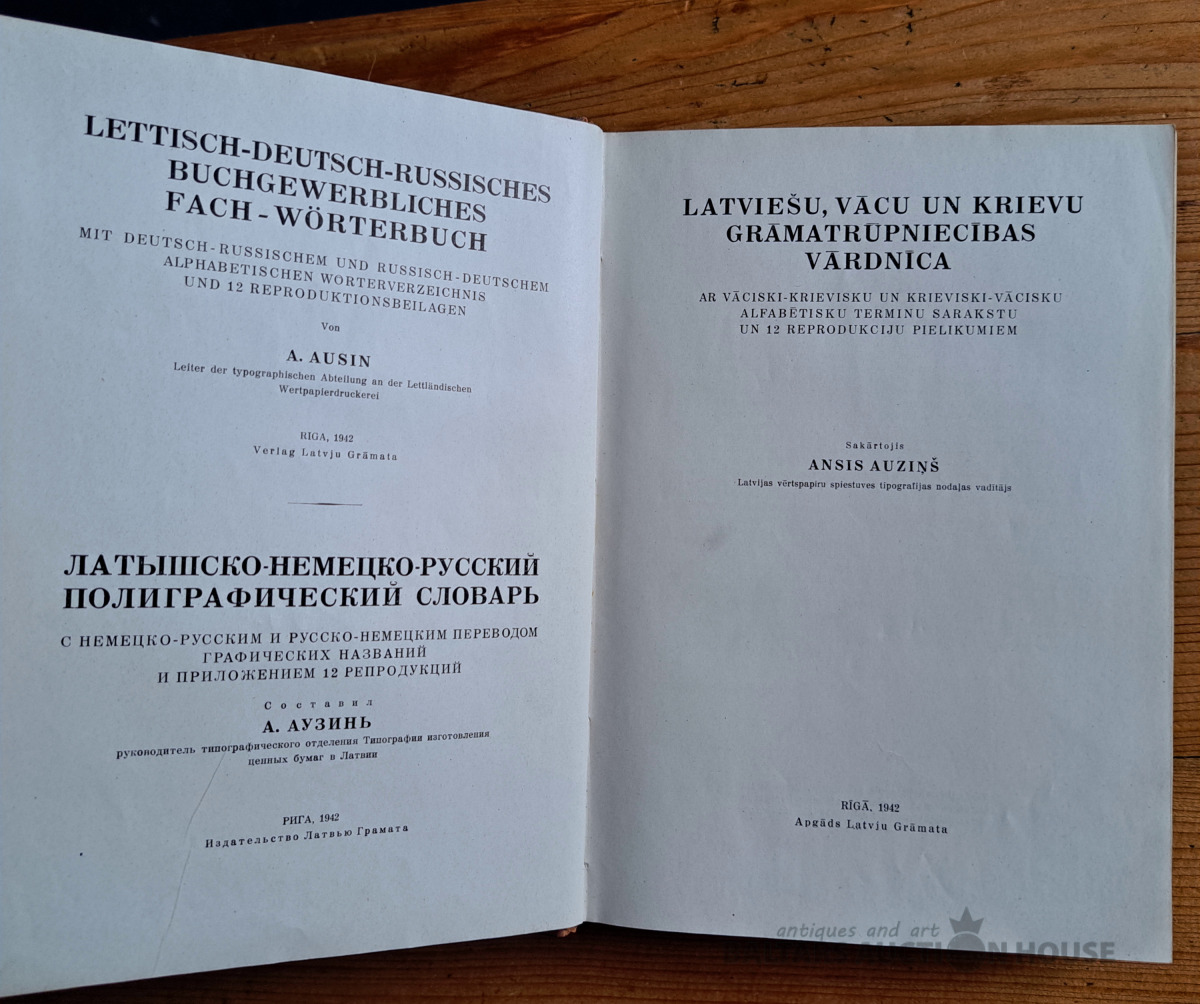 LETTISCH-DEUTSCH-RUSSISCHES
BUCHGEWERBLICHES
FACH-WÖRTERBUCH
MIT DEUTSCH-RUSSISCHEM UND RUSSISCH-DEUTSCHEM
ALPHABETISCHEN WÖRTERVERZEICHNIS
UND 12 REPRODUKTIONSBEILAGEN
Von
A. AUSIN
Leiter der typographischen Abteilung an der Lettländischen
Wertpapierdruckerei
RIGA, 1942
Verlag Latvju Grāmata
ЛАТЫШСКО-НЕМЕЦКО-РУССКИЙ
ПОЛИГРАФИЧЕСКИЙ СЛОВАРЬ
С НЕМЕЦКО-РУССКИМ И РУССКО-НЕМЕЦКИМ ПЕРЕВОДОМ
ГРАФИЧЕСКИХ НАЗВАНИЙ
И ПРИЛОЖЕНИЕМ 12 РЕПРОДУКЦИЙ
Составил
А. АУЗИНЬ
руководитель типографического отделения Типографии изготовления
ценных бумаг в Латвии
РИГА, 1942
Издательство Латвью Грамата
LATVIEŠU, VĀCU UN KRIEVU
GRĀMATRŪPNIECĪBAS
VĀRDNĪCA
AR VĀCISKI-KRIEVISKU UN KRIEVISKI-VĀCISKU
ALFABĒTISKU TERMINU SARAKSTU
UN 12 REPRODUKCIJU PIELIKUMIEM
Sakārtojis
ANSIS AUZIŅŠ
Latvijas vērtspapīru spiestuves tipografijas nodaļas vadītājs
RĪGĀ, 1942
Apgāds Latvju Grāmata
antiques and art
HOUSE